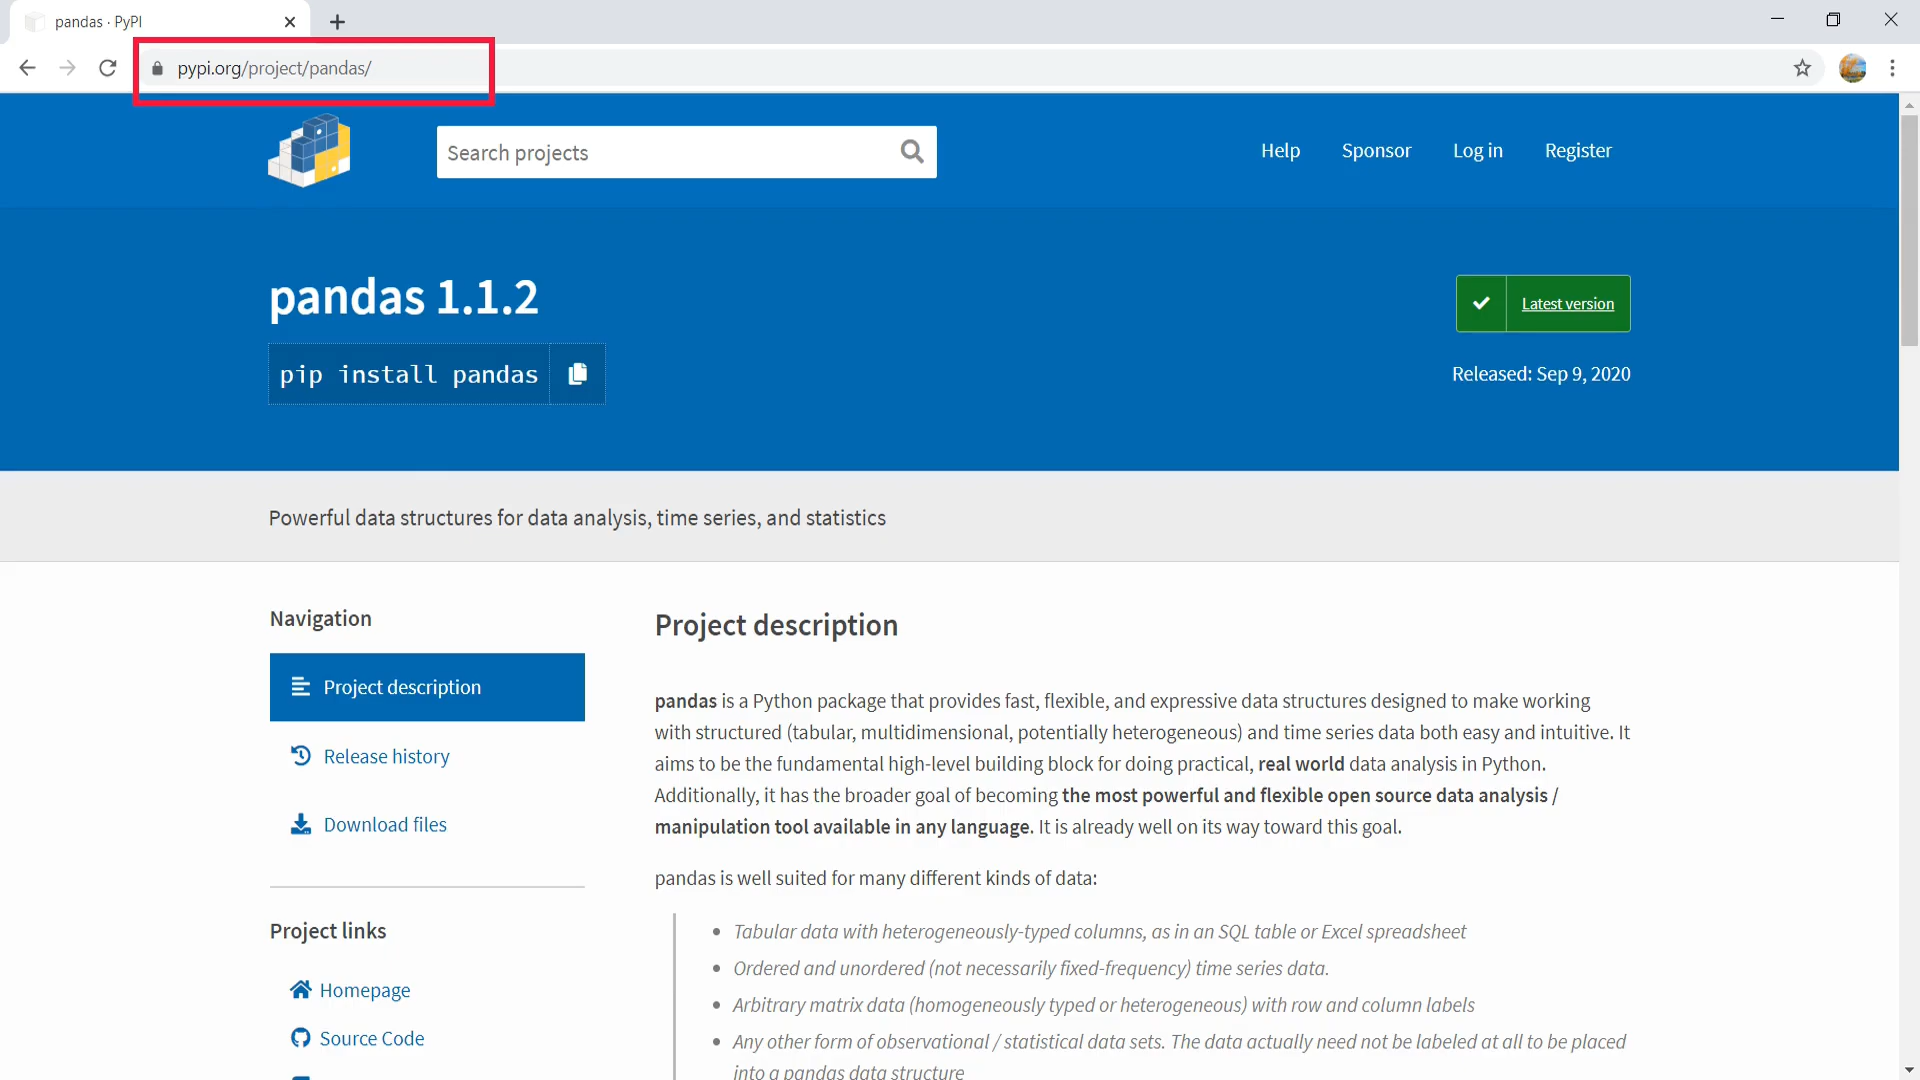 pandas · PyPI
pypi.org/project/pandas/
Search projects
Help
Sponsor
Log in
Register
pandas 1.1.2
pip install pandas
Latest version
Released: Sep 9, 2020
Powerful data structures for data analysis, time series, and statistics
Navigation
Project description
Release history
Download files
Project links
Homepage
Source Code
Project description
pandas is a Python package that provides fast, flexible, and expressive data structures designed to make working
with structured (tabular, multidimensional, potentially heterogeneous) and time series data both easy and intuitive. It
aims to be the fundamental high-level building block for doing practical, real world data analysis in Python.
Additionally, it has the broader goal of becoming the most powerful and flexible open source data analysis /
manipulation tool available in any language. It is already well on its way toward this goal.
pandas is well suited for many different kinds of data:
• Tabular data with heterogeneously-typed columns, as in an SQL table or Excel spreadsheet
• Ordered and unordered (not necessarily fixed-frequency) time series data.
• Arbitrary matrix data (homogeneously typed or heterogeneous) with row and column labels
• Any other form of observational / statistical data sets. The data actually need not be labeled at all to be placed
into a pandas data structure